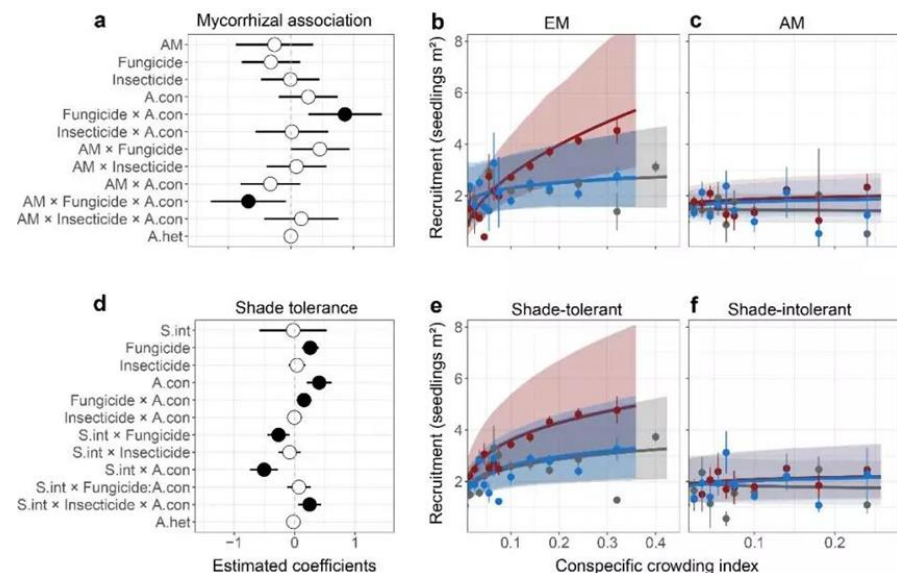 a
Mycorrhizal association
AM
Fungicide
Insecticide
A.con
Fungicide × A.con
Insecticide × A.con
AM × Fungicide
AM × Insecticide
AM × A.con
AM × Fungicide × A.con
AM × Insecticide × A.con
A.het
−1
0
1
b
EM
Recruitment (seedlings m²)
8
6
4
2
c
AM
d
Shade tolerance
S.int
Fungicide
Insecticide
A.con
Fungicide × A.con
Insecticide × A.con
S.int × Fungicide
S.int × Insecticide
S.int × A.con
S.int × Fungicide:A.con
S.int × Insecticide × A.con
A.het
−1
0
1
Estimated coefficients
e
Shade-tolerant
Recruitment (seedlings m²)
8
6
4
2
0.1
0.2
0.3
0.4
f
Shade-intolerant
0.1
0.2
Conspecific crowding index